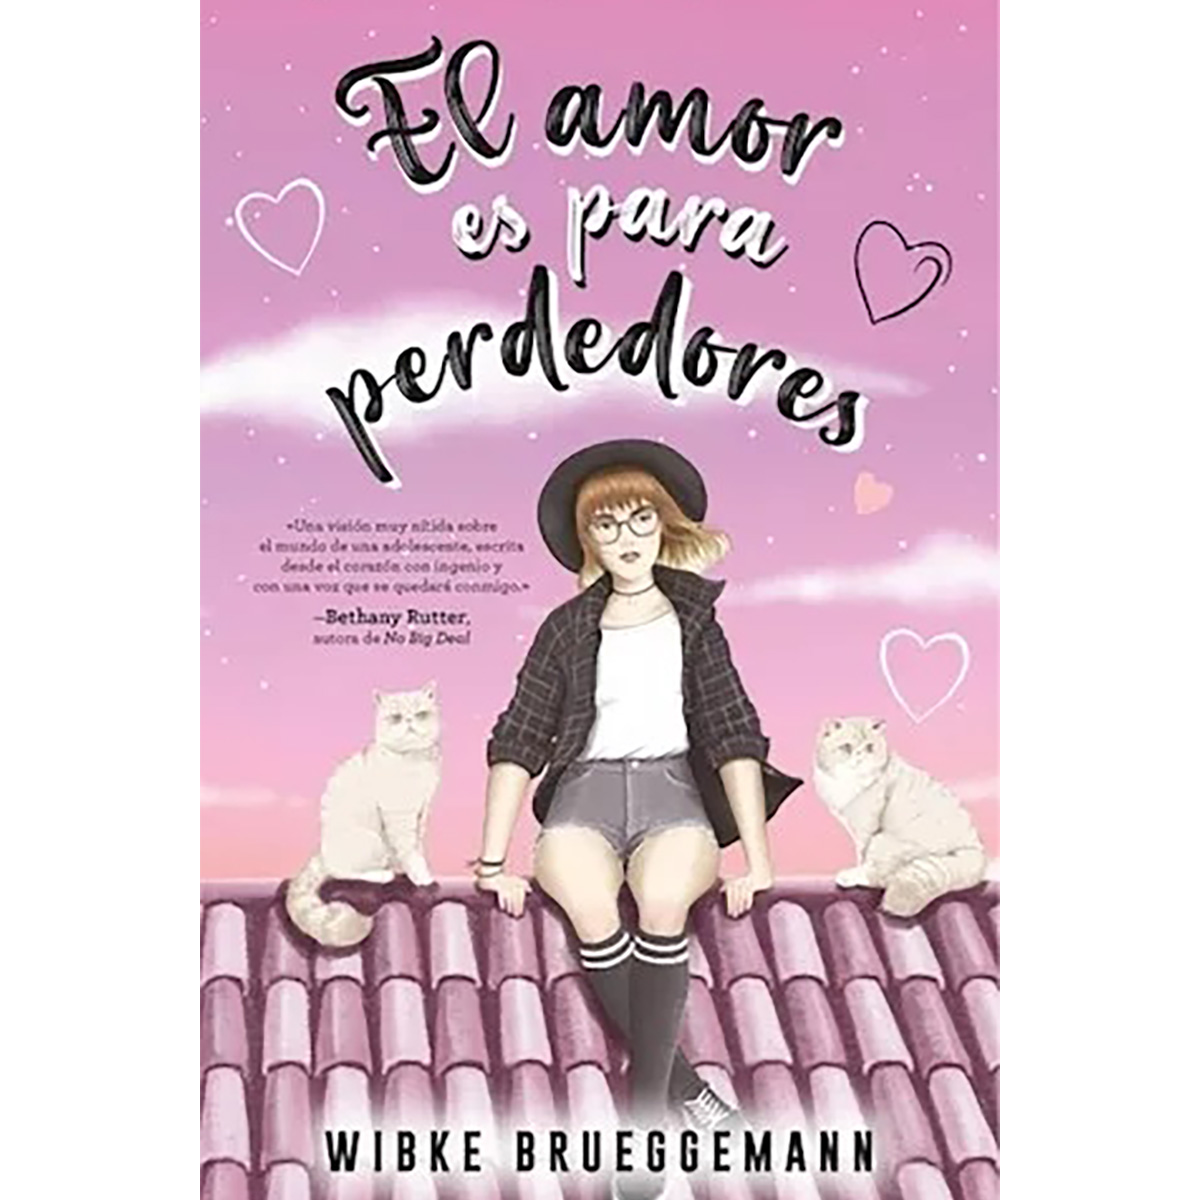 El amor
es para
perdedores
«Una visión muy nítida sobre
el mundo de una adolescente, escrita
desde el corazón con ingenio y
con una voz que se quedará conmigo.»
—Bethany Rutter,
autora de No Big Deal
WIBKE BRUEGGEMANN